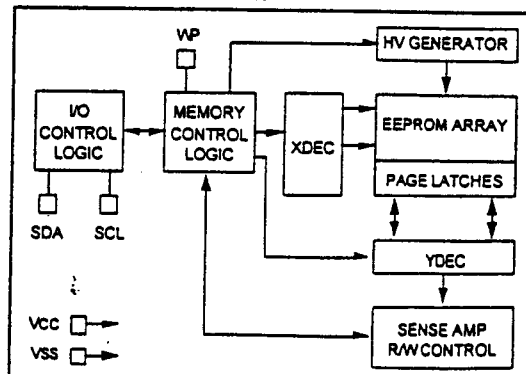 WP
HV GENERATOR
I/O
CONTROL
LOGIC
MEMORY
CONTROL
LOGIC
XDEC
EEPROM ARRAY
PAGE LATCHES
SDA
SCL
YDEC
VCC
VSS
SENSE AMP
R/W CONTROL